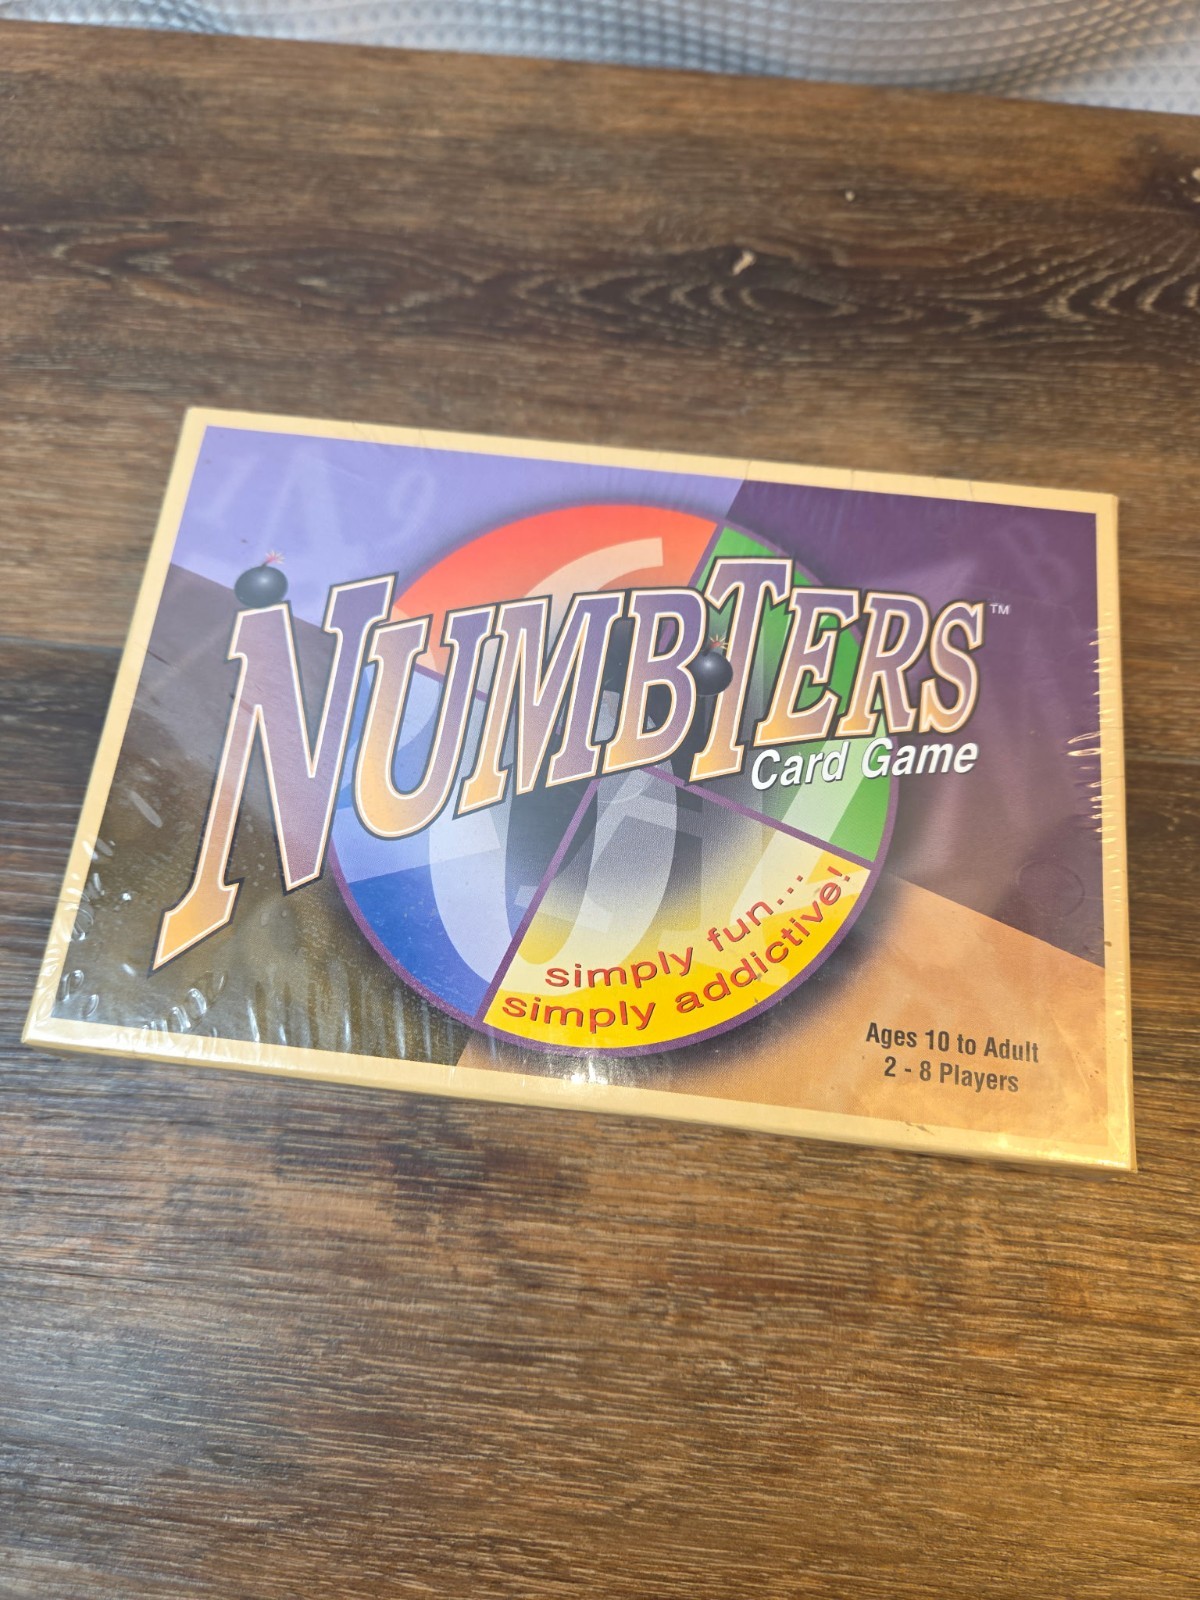 NUMBTERS™
Card Game
simply fun...
simply addictive!
Ages 10 to Adult
2 - 8 Players